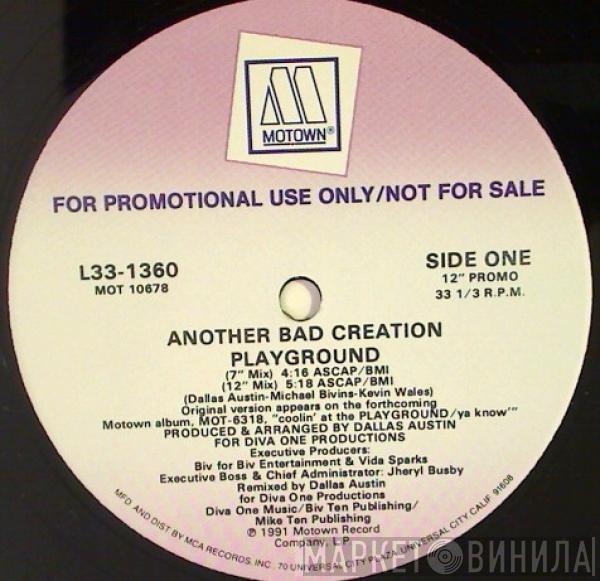 MOTOWN®
FOR PROMOTIONAL USE ONLY/NOT FOR SALE
L33-1360
MOT 10678
SIDE ONE
12" PROMO
33 1/3 R.P.M.
ANOTHER BAD CREATION
PLAYGROUND
(7" Mix) 4:16 ASCAP/BMI
(12" Mix) 5:18 ASCAP/BMI
(Dallas Austin-Michael Bivins-Kevin Wales)
Original version appears on the forthcoming
Motown album, MOT-6318, "coolin' at the PLAYGROUND/ya know'"
PRODUCED & ARRANGED BY DALLAS AUSTIN
FOR DIVA ONE PRODUCTIONS
Executive Producers:
Biv for Biv Entertainment & Vida Sparks
Executive Boss & Chief Administrator: Jheryl Busby
Remixed by Dallas Austin
for Diva One Productions
Diva One Music/Biv Ten Publishing/
Mike Ten Publishing
℗ 1991 Motown Record
Company, L.P.
MFD AND DIST BY MCA RECORDS, INC. 70 UNIVERSAL CITY PLAZA, UNIVERSAL CITY CALIF 91608
МАРКЕТ ВИНИЛА